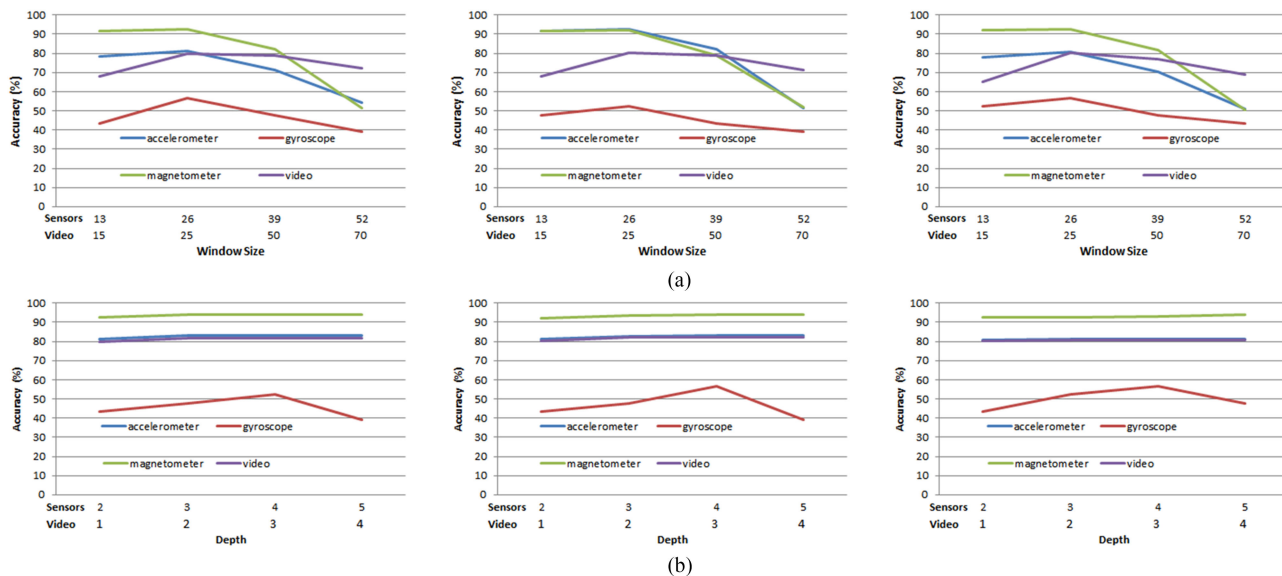 100
90
80
70
60
50
40
30
20
10
0
Accuracy (%)
accelerometer
gyroscope
magnetometer
video
Sensors 13 26 39 52
Video 15 25 50 70
Window Size
100
90
80
70
60
50
40
30
20
10
0
Accuracy (%)
accelerometer
gyroscope
magnetometer
video
Sensors 13 26 39 52
Video 15 25 50 70
Window Size
100
90
80
70
60
50
40
30
20
10
0
Accuracy (%)
accelerometer
gyroscope
magnetometer
video
Sensors 13 26 39 52
Video 15 25 50 70
Window Size
(a)
100
90
80
70
60
50
40
30
20
10
0
Accuracy (%)
accelerometer
gyroscope
magnetometer
video
Sensors 2 3 4 5
Video 1 2 3 4
Depth
100
90
80
70
60
50
40
30
20
10
0
Accuracy (%)
accelerometer
gyroscope
magnetometer
video
Sensors 2 3 4 5
Video 1 2 3 4
Depth
100
90
80
70
60
50
40
30
20
10
0
Accuracy (%)
accelerometer
gyroscope
magnetometer
video
Sensors 2 3 4 5
Video 1 2 3 4
Depth
(b)